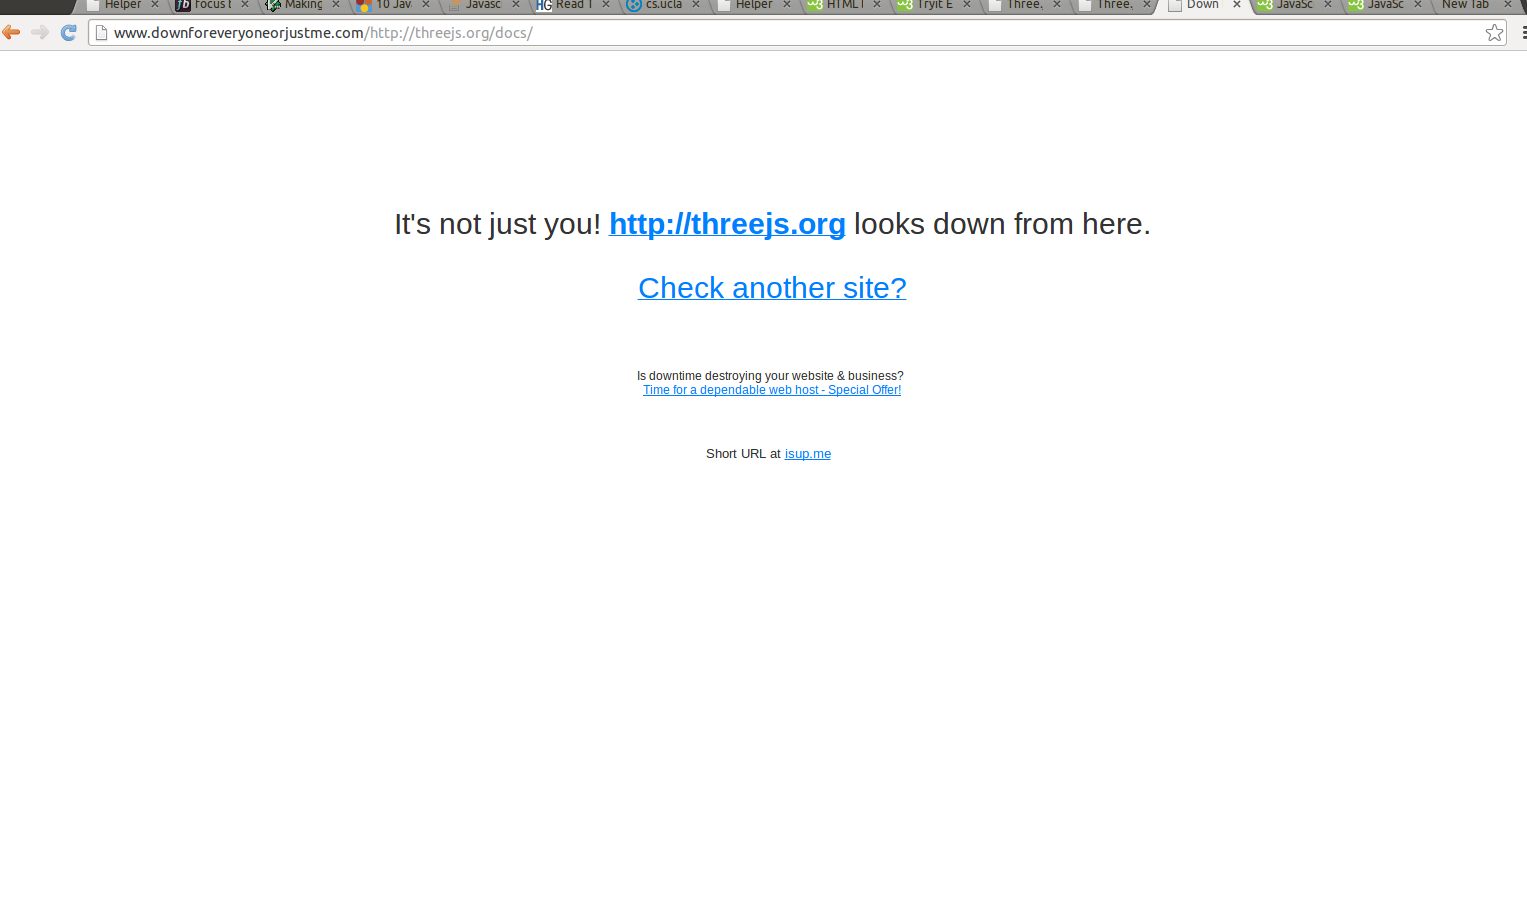 Helper
focus b
Making
10 Jav
Javasc
Read T
cs.ucla
Helper
HTML I
Tryit E
Three.
Three.
Down
JavaSc
JavaSc
New Tab
www.downforeveryoneorjustme.com/http://threejs.org/docs/
It's not just you! http://threejs.org looks down from here.
Check another site?
Is downtime destroying your website & business?
Time for a dependable web host - Special Offer!
Short URL at isup.me